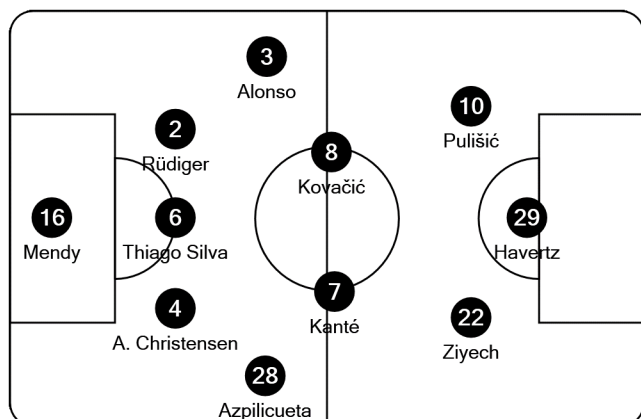 3
Alonso
10
Pulišić
2
Rüdiger
8
Kovačić
16
Mendy
6
Thiago Silva
29
Havertz
7
Kanté
4
A. Christensen
22
Ziyech
28
Azpilicueta